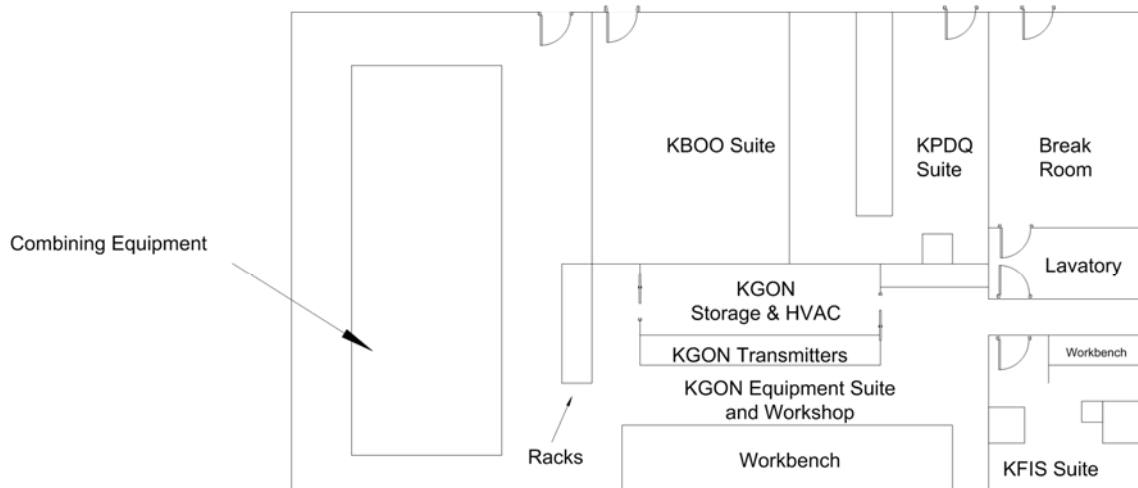 KBOO Suite
KPDQ
Suite
Break
Room
Combining Equipment
Lavatory
KGON
Storage & HVAC
KGON Transmitters
Workbench
KGON Equipment Suite
and Workshop
Racks
Workbench
KFIS Suite